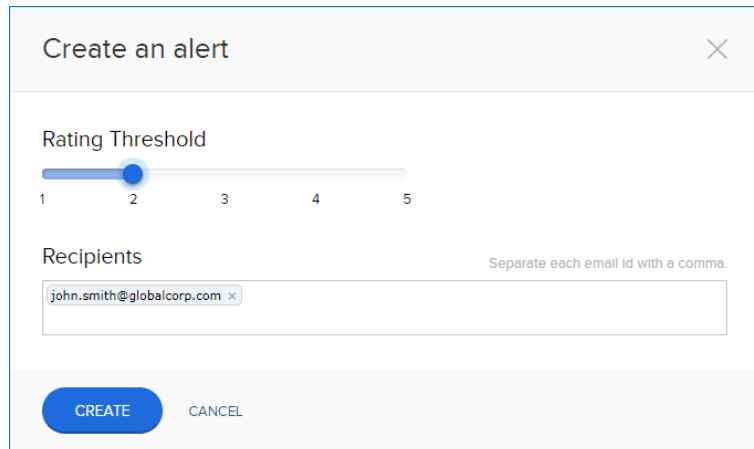 Create an alert
Rating Threshold
1 2 3 4 5
Recipients Separate each email id with a comma.
john.smith@globalcorp.com ×
CREATE CANCEL